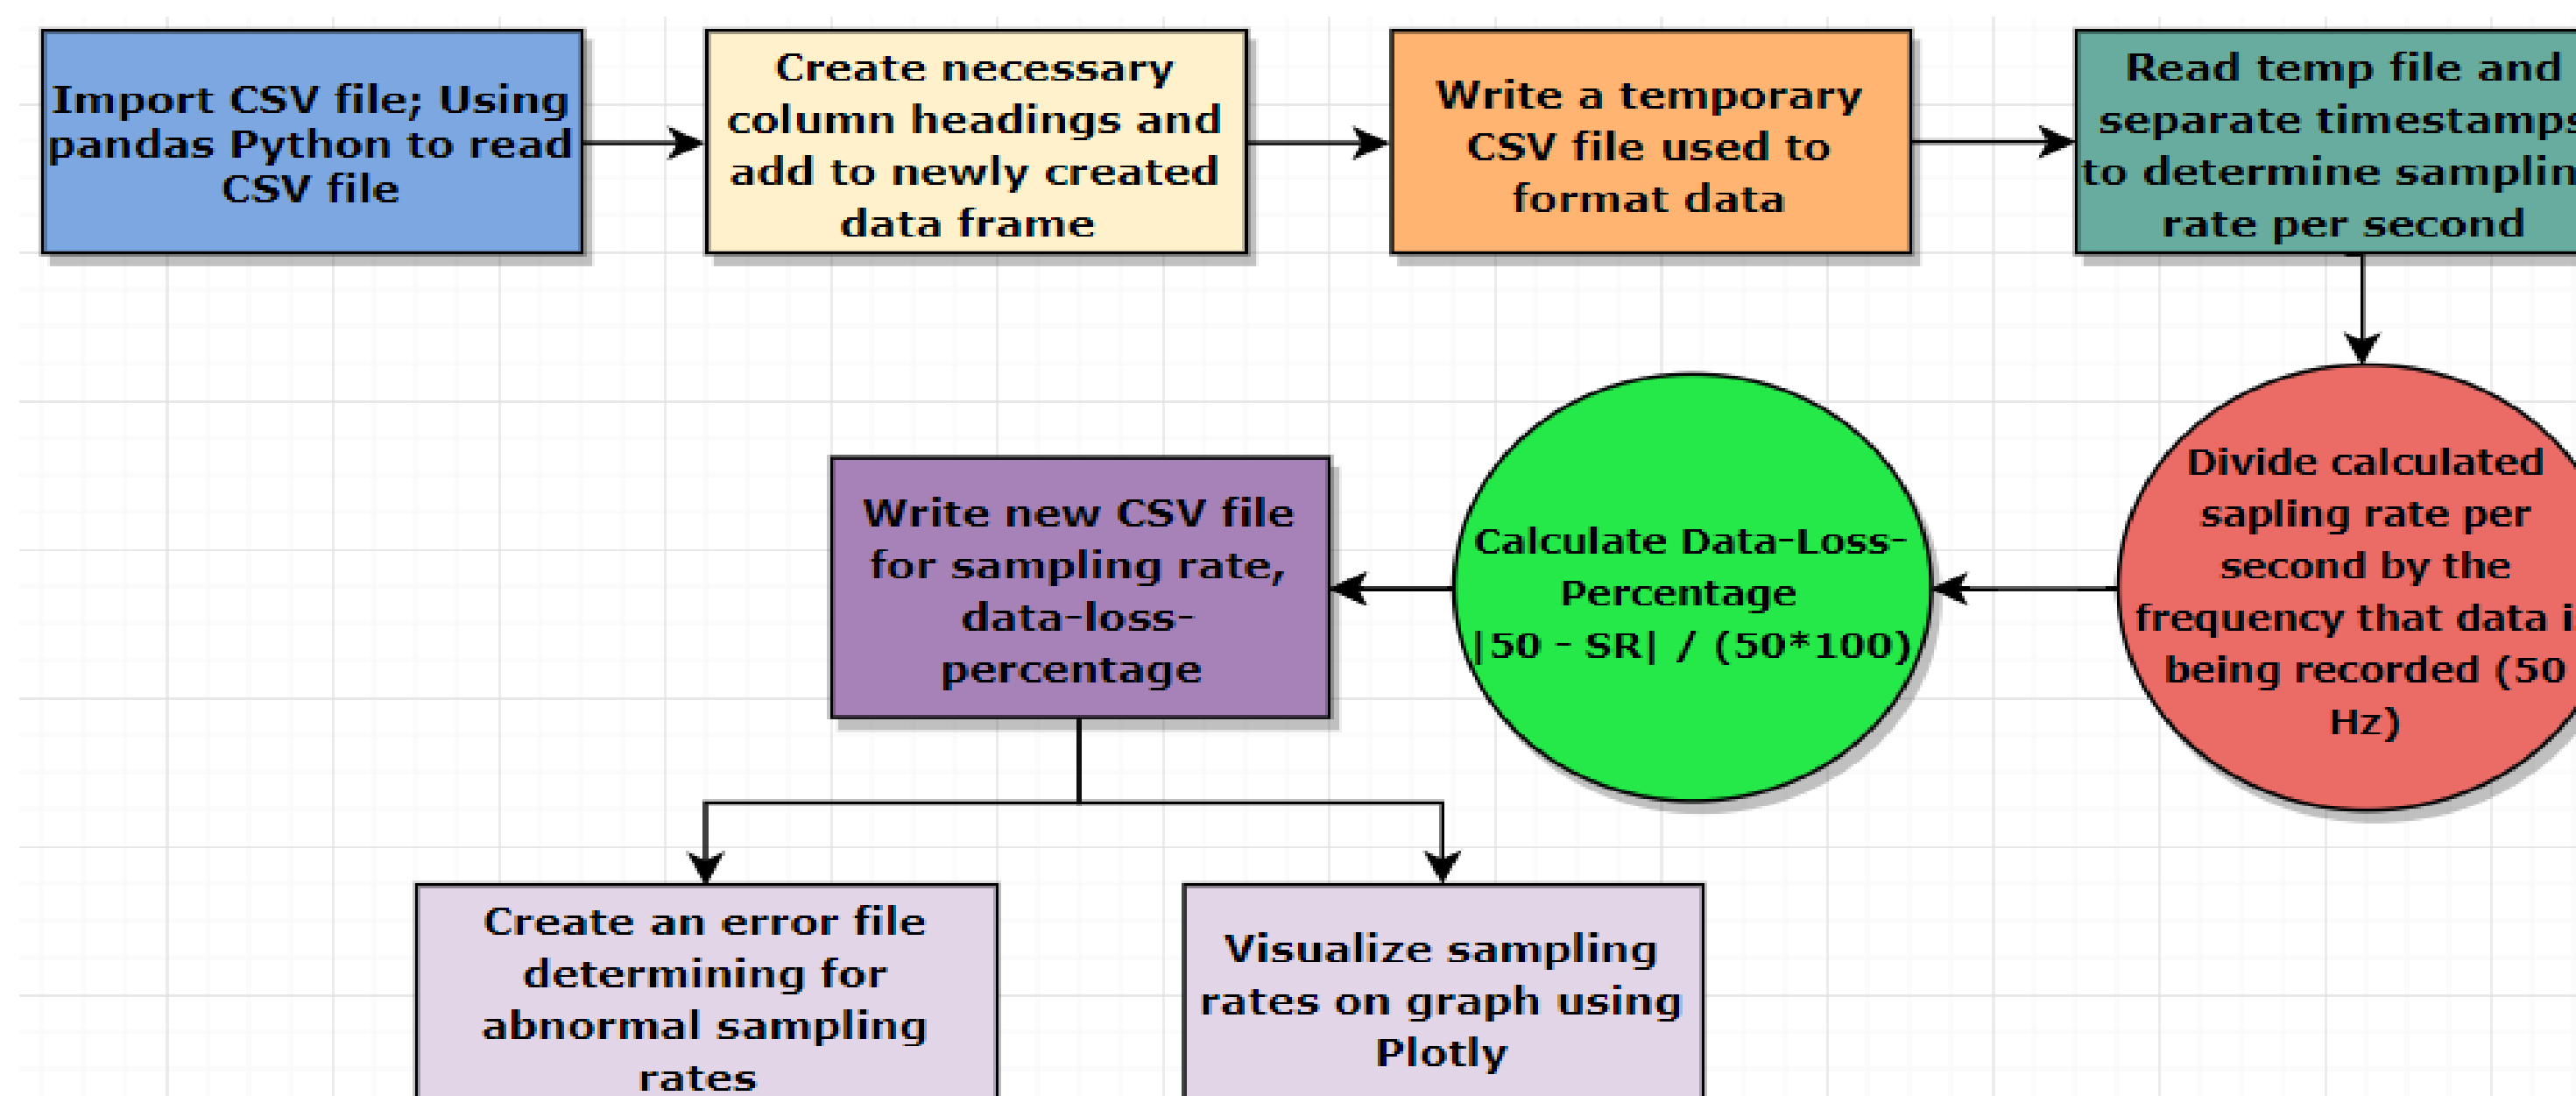 Import CSV file; Using
pandas Python to read
CSV file
Create necessary
column headings and
add to newly created
data frame
Write a temporary
CSV file used to
format data
Read temp file and
separate timestamps
to determine samplin
rate per second
Divide calculated
sapling rate per
second by the
frequency that data i
being recorded (50
Hz)
Calculate Data-Loss-
Percentage
|50 - SR| / (50*100)
Write new CSV file
for sampling rate,
data-loss-
percentage
Create an error file
determining for
abnormal sampling
rates
Visualize sampling
rates on graph using
Plotly